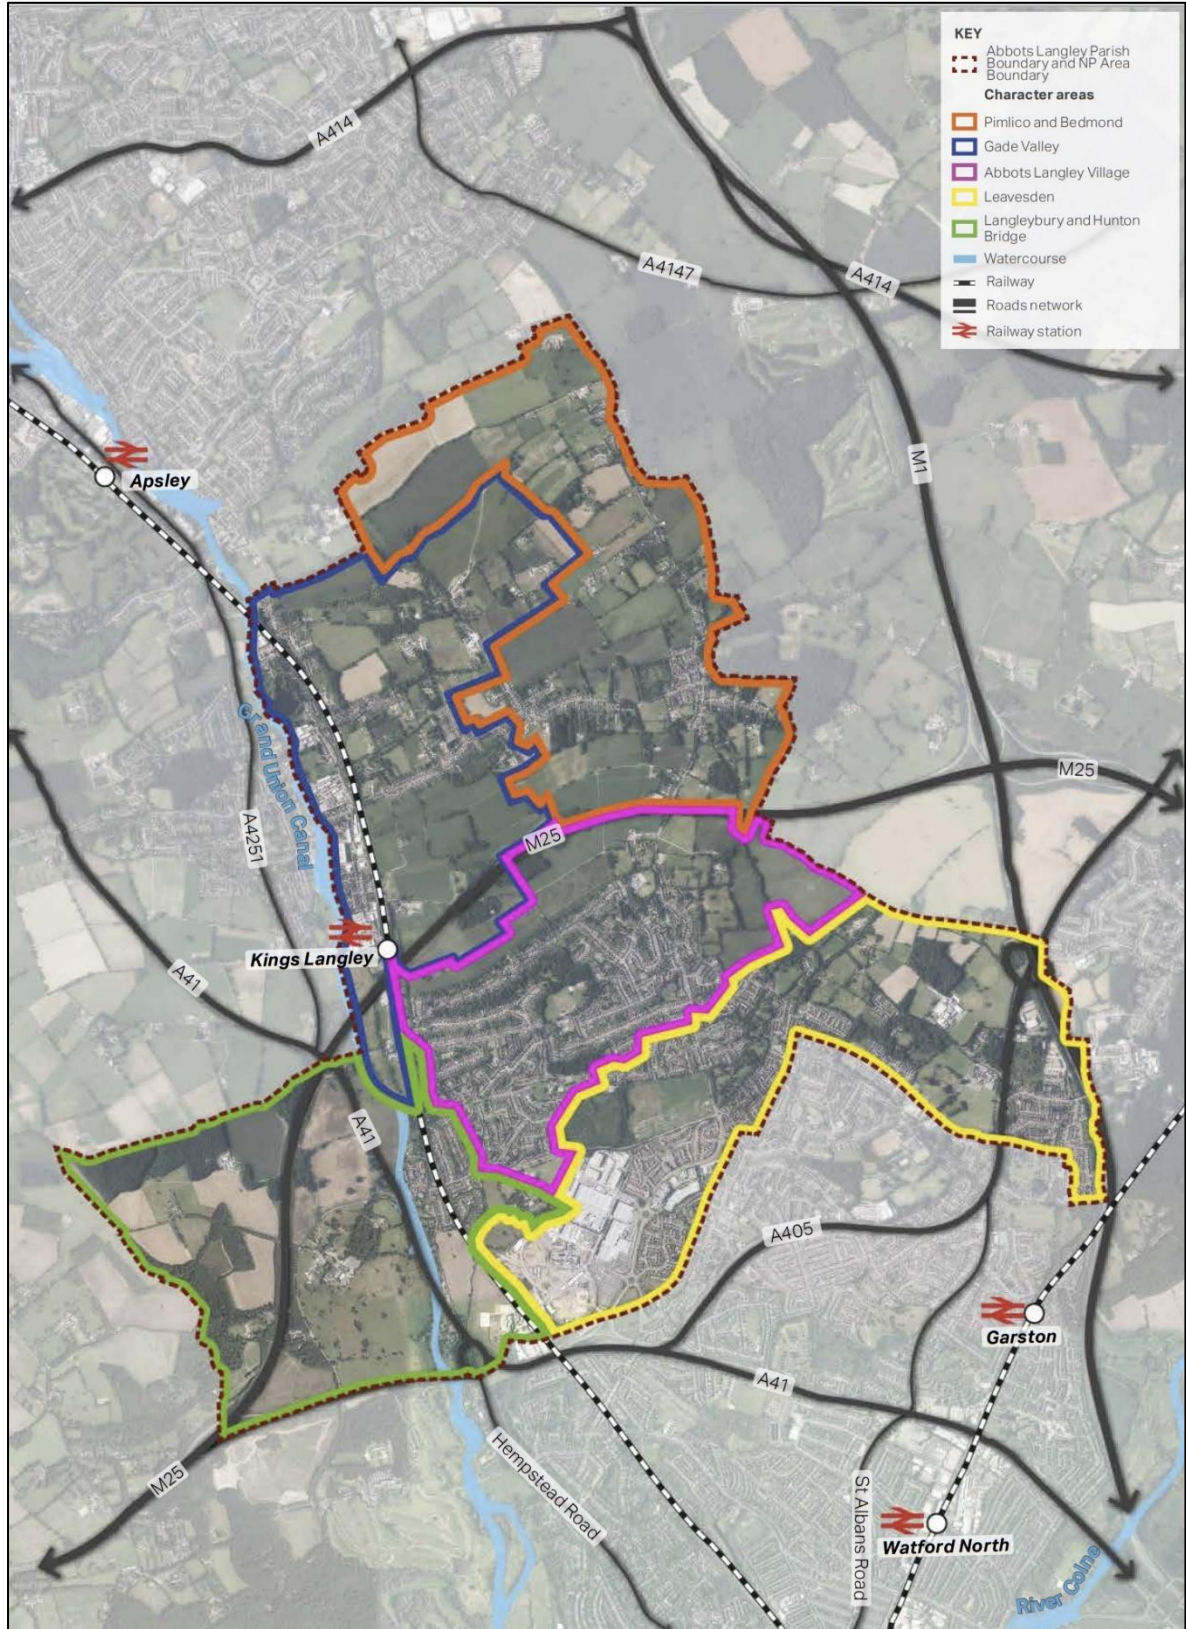 KEY
Abbots Langley Parish
Boundary and NP Area
Boundary
Character areas
Pimlico and Bedmond
Gade Valley
Abbots Langley Village
Leavesden
Langleybury and Hunton
Bridge
Watercourse
Railway
Roads network
Railway station
A414
A4147
A414
M1
Apsley
Grand Union Canal
A4251
M25
M25
Kings Langley
A41
A41
A405
Garston
A41
M25
Hempstead Road
St Albans Road
Watford North
River Colne